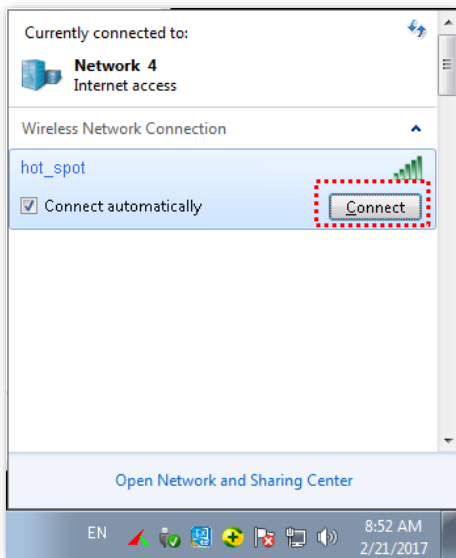 Currently connected to:
Network 4
Internet access
Wireless Network Connection
hot_spot
Connect automatically
Connect
Open Network and Sharing Center
EN
8:52 AM
2/21/2017